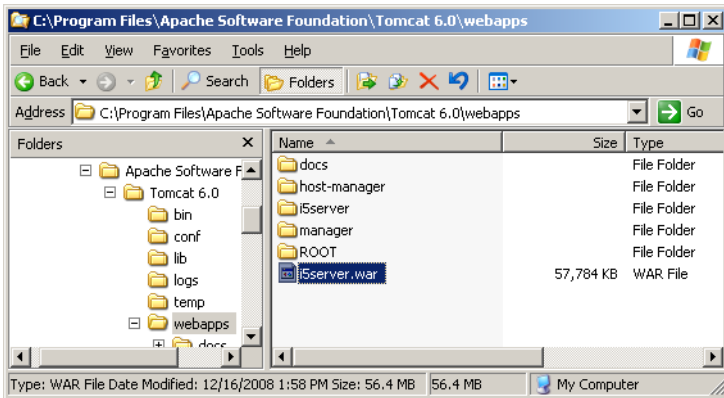 C:\Program Files\Apache Software Foundation\Tomcat 6.0\webapps
File Edit View Favorites Tools Help
Back Search Folders
Address C:\Program Files\Apache Software Foundation\Tomcat 6.0\webapps Go
Folders x Name Size Type
Apache Software F docs File Folder
Tomcat 6.0 host-manager File Folder
bin i5server File Folder
conf manager File Folder
lib ROOT File Folder
logs i5server.war 57,784 KB WAR File
temp
webapps
docs
Type: WAR File Date Modified: 12/16/2008 1:58 PM Size: 56.4 MB 56.4 MB My Computer